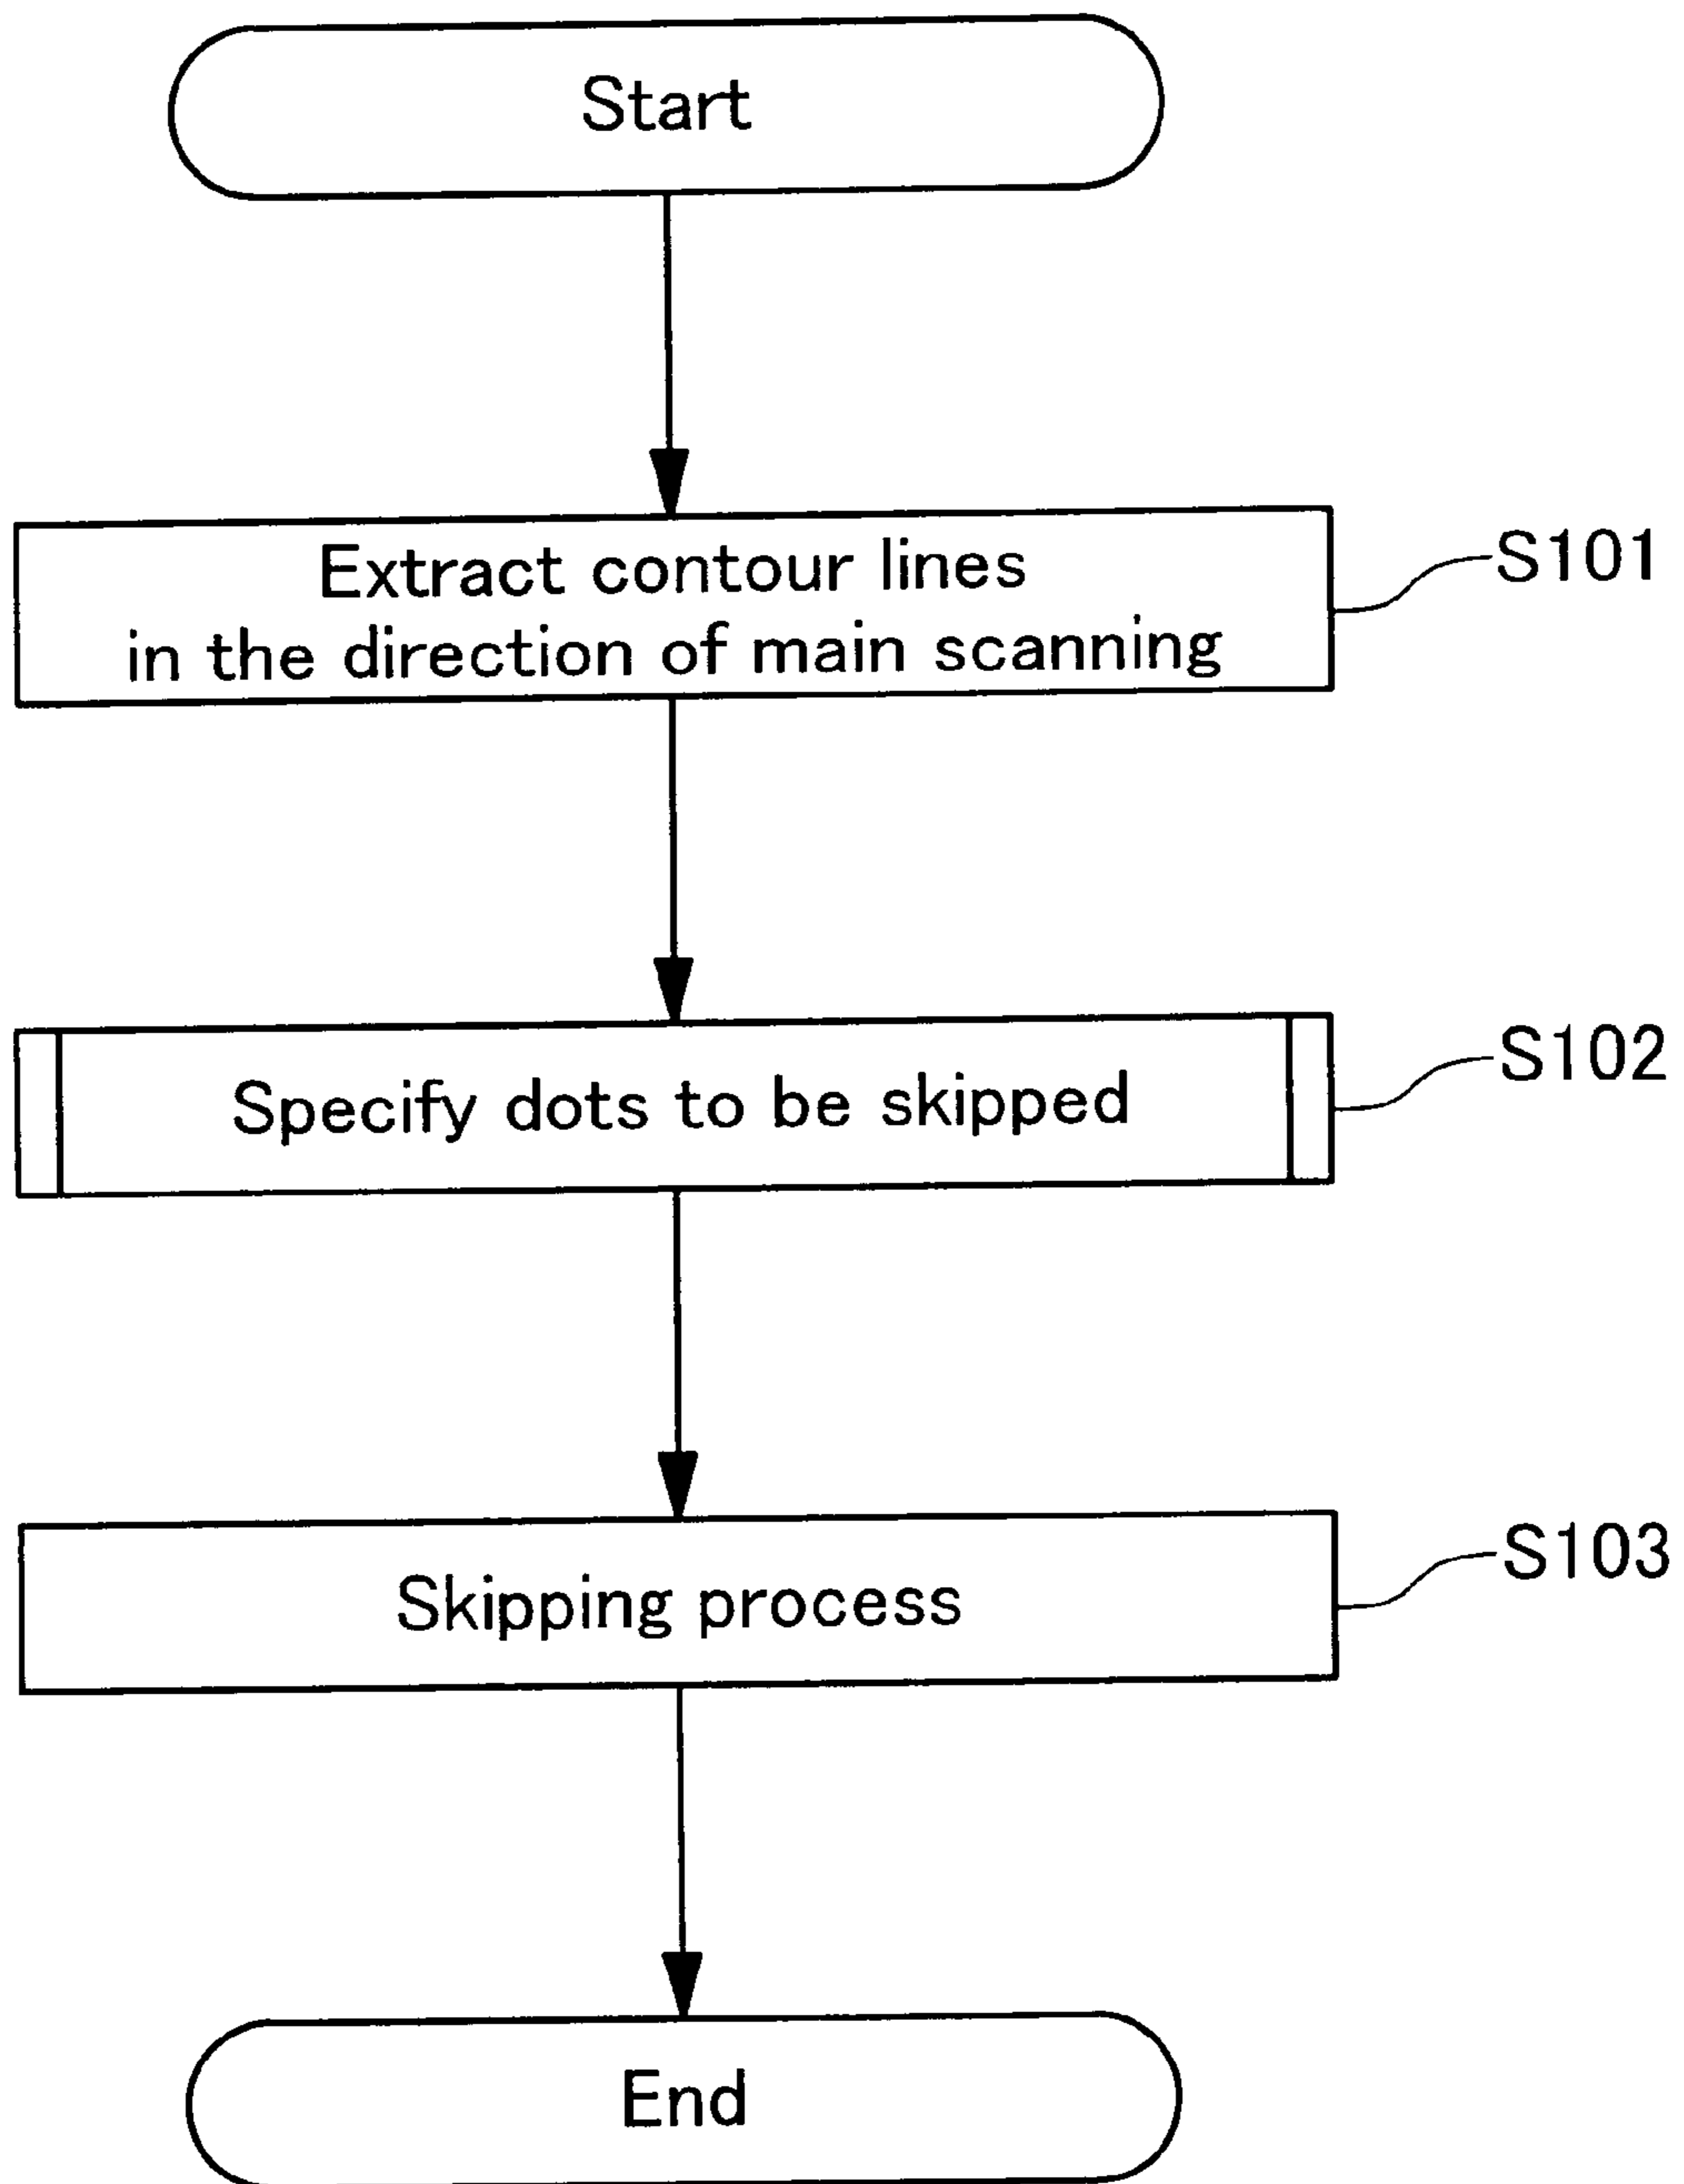 Start
Extract contour lines
in the direction of main scanning
S101
Specify dots to be skipped
S102
Skipping process
S103
End